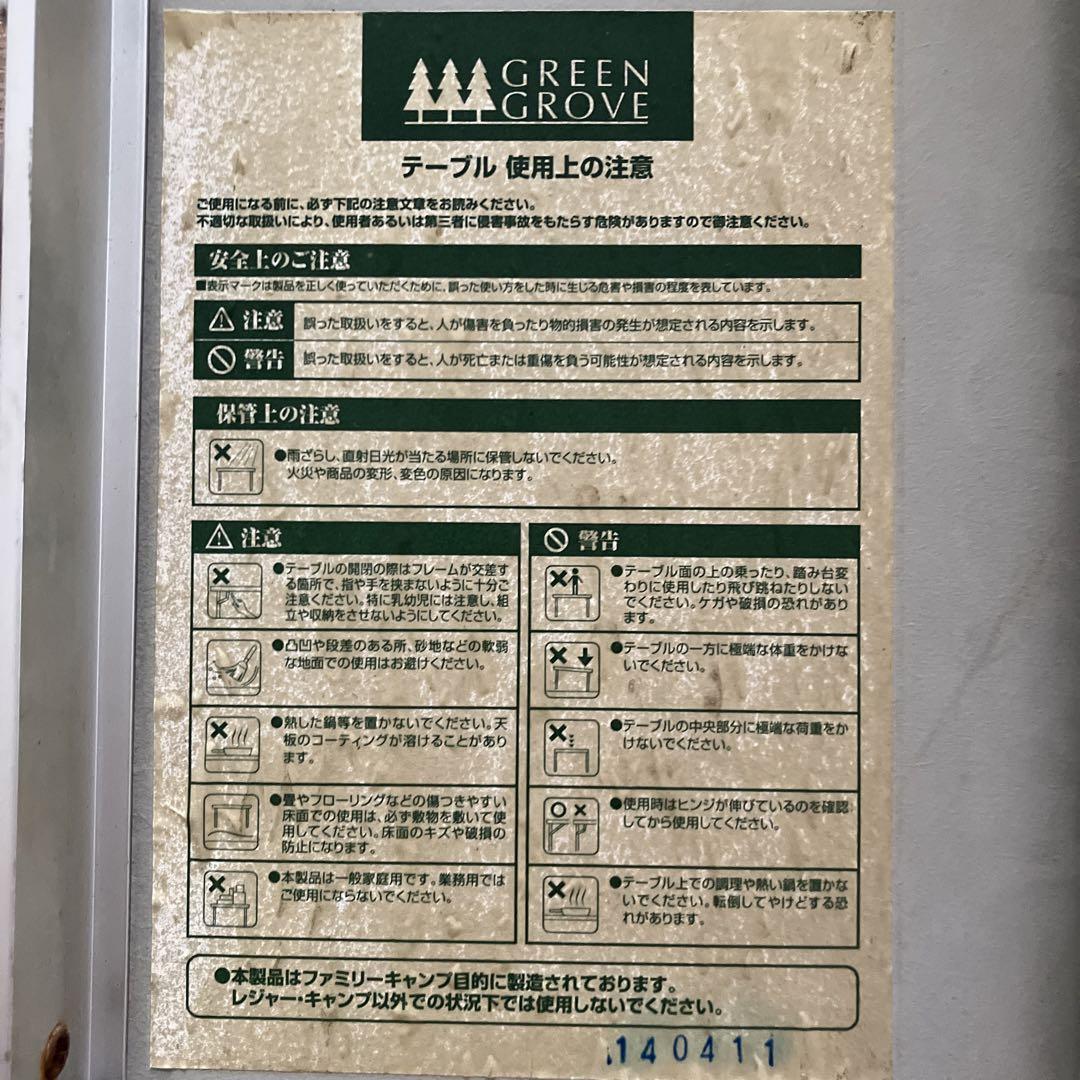 GREEN
GROVE
テーブル 使用上の注意
ご使用になる前に、必ず下記の注意文章をお読みください。
不適切な取扱いにより、使用者あるいは第三者に侵害事故をもたらす危険がありますので御注意ください。
安全上のご注意
■表示マークは製品を正しく使っていただくために、誤った使い方をした時に生じる危害や損害の程度を表しています。
注意 誤った取扱いをすると、人が傷害を負ったり物的損害の発生が想定される内容を示します。
警告 誤った取扱いをすると、人が死亡または重傷を負う可能性が想定される内容を示します。
保管上の注意
●雨ざらし、直射日光が当たる場所に保管しないでください。
火災や商品の変形、変色の原因になります。
注意
●テーブルの開閉の際はフレームが交差す
る箇所で、指や手を挟まないように十分ご
注意ください。特に乳幼児には注意し、組
立や収納をさせないようにしてください。
●凸凹や段差のある所、砂地などの軟弱
な地面での使用はお避けください。
●熱した鍋等を置かないでください。天
板のコーティングが溶けることがあり
ます。
●畳やフローリングなどの傷つきやすい
床面での使用は、必ず敷物を敷いて使
用してください。床面のキズや破損の
防止になります。
●本製品は一般家庭用です。業務用では
ご使用にならないでください。
警告
●テーブル面の上の乗ったり、踏み台変
わりに使用したり飛び跳ねたりしない
でください。ケガや破損の恐れがあり
ます。
●テーブルの一方に極端な体重をかけな
いでください。
●テーブルの中央部分に極端な荷重をか
けないでください。
●使用時はヒンジが伸びているのを確認
してから使用してください。
●テーブル上での調理や熱い鍋を置かな
いでください。転倒してやけどする恐
れがあります。
●本製品はファミリーキャンプ目的に製造されております。
レジャー・キャンプ以外での状況下では使用しないでください。
140411